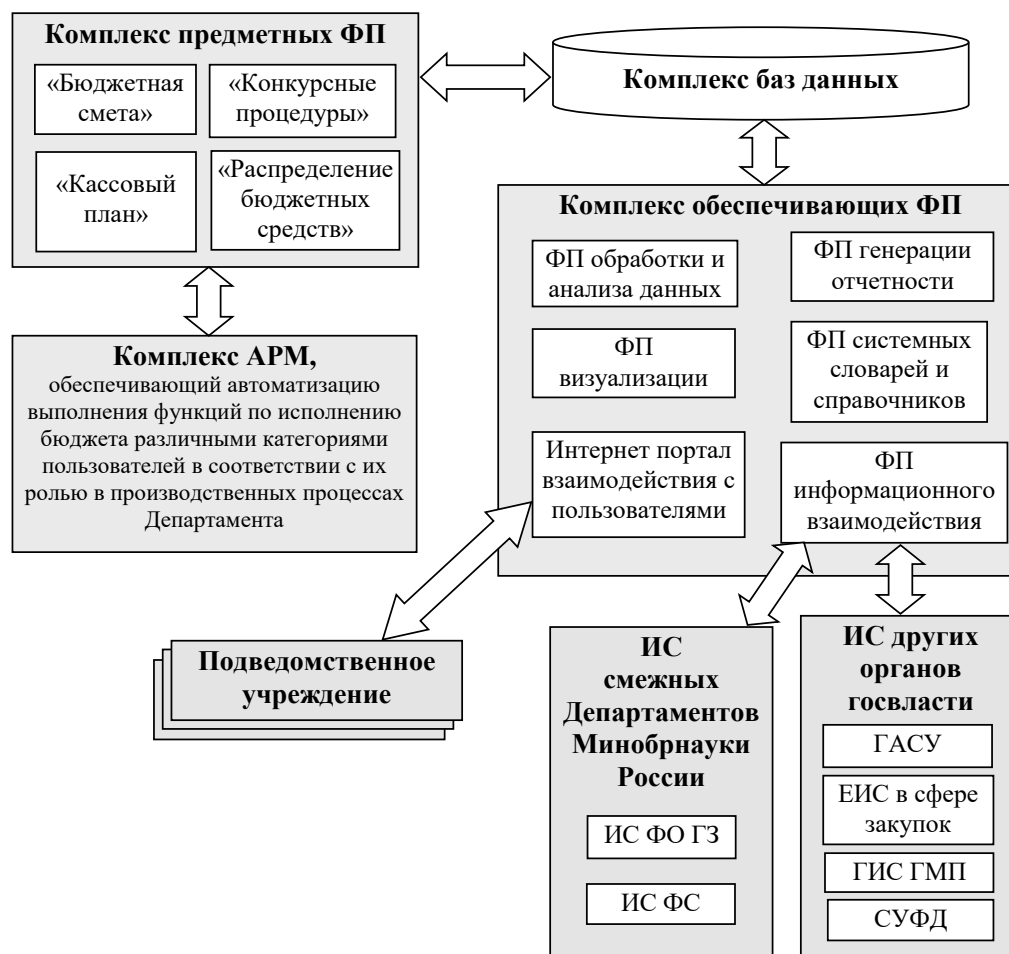 Комплекс предметных ФП
«Бюджетная
смета»
«Конкурсные
процедуры»
«Кассовый
план»
«Распределение
бюджетных
средств»
Комплекс баз данных
Комплекс обеспечивающих ФП
ФП обработки и
анализа данных
ФП генерации
отчетности
ФП
визуализации
ФП системных
словарей и
справочников
Интернет портал
взаимодействия с
пользователями
ФП
информационного
взаимодействия
Комплекс АРМ,
обеспечивающий автоматизацию
выполнения функций по исполнению
бюджета различными категориями
пользователей в соответствии с их
ролью в производственных процессах
Департамента
Подведомственное
учреждение
ИС
смежных
Департаментов
Минобрнауки
России
ИС ФО ГЗ
ИС ФС
ИС других
органов
госвласти
ГАСУ
ЕИС в сфере
закупок
ГИС ГМП
СУФД